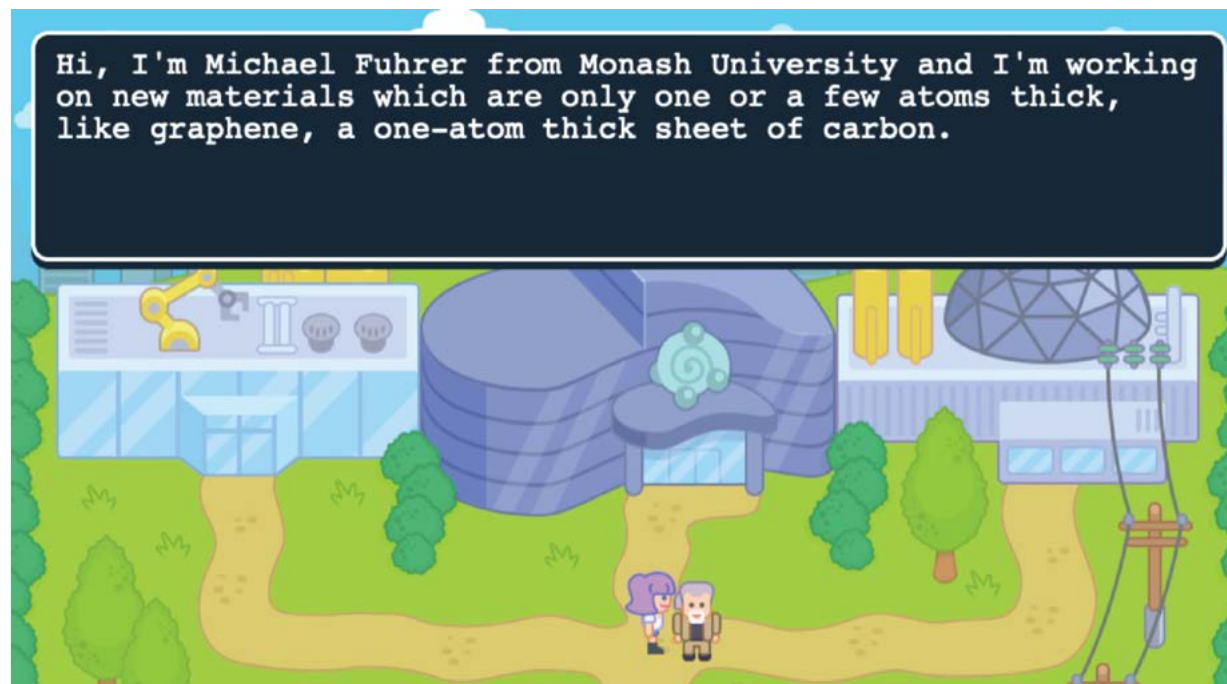 Hi, I'm Michael Fuhrer from Monash University and I'm working
on new materials which are only one or a few atoms thick,
like graphene, a one-atom thick sheet of carbon.